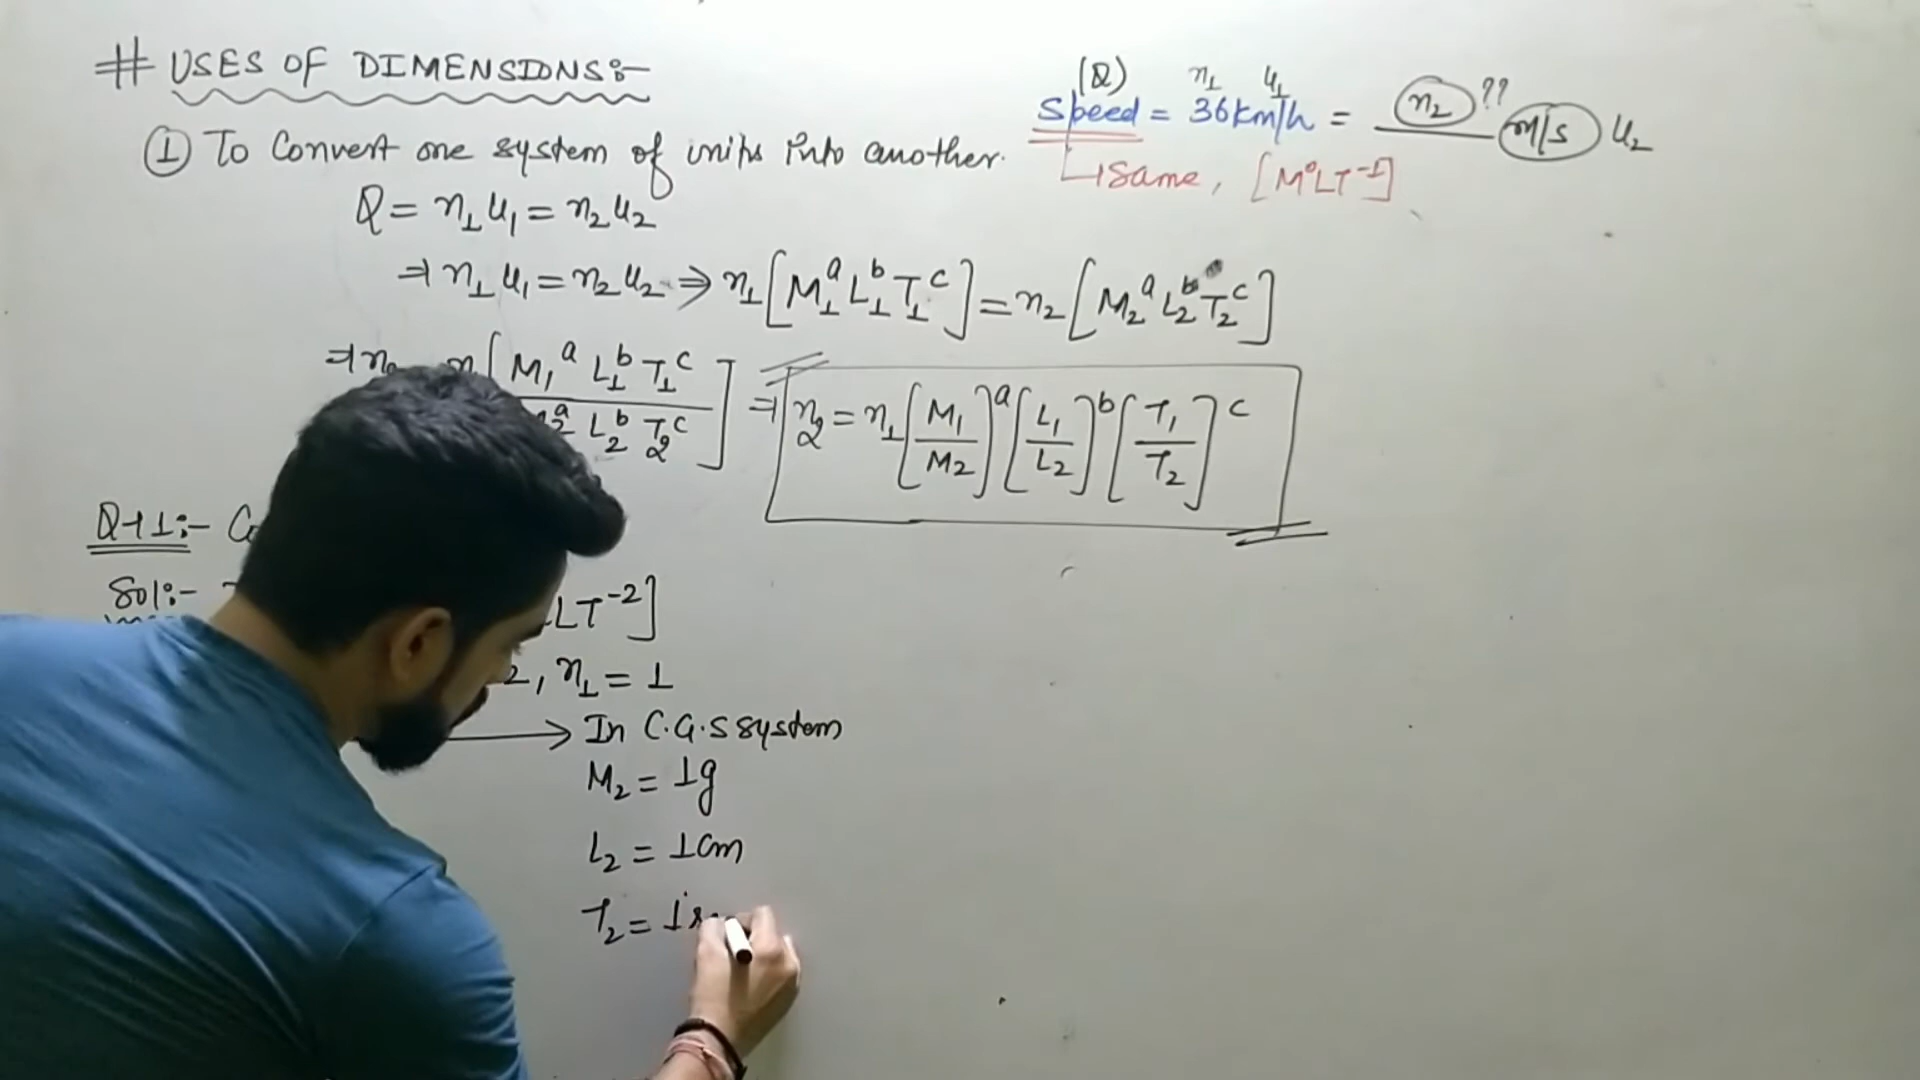 # USES OF DIMENSIONS:-
① To Convert one system of units into another.
Q = n₁u₁ = n₂u₂
⇒ n₁u₁ = n₂u₂ ⇒ n₁[M₁ᵃ L₁ᵇ T₁ᶜ] = n₂[M₂ᵃ L₂ᵇ T₂ᶜ]
⇒ n₂ n [M₁ᵃ L₁ᵇ T₁ᶜ / ᵃ L₂ᵇ T₂ᶜ] ⇒ n₂ = n₁ [M₁/M₂]ᵃ [L₁/L₂]ᵇ [T₁/T₂]ᶜ
(Q) n₁ u₁
Speed = 36km/h = n₂ ?? m/s u₂
↳ same, [M⁰LT⁻¹]
Q→1:-
Sol:- LT⁻²]
2, n₁ = 1
→ In C.G.S system
M₂ = 1g
L₂ = 1cm
T₂ = 1s